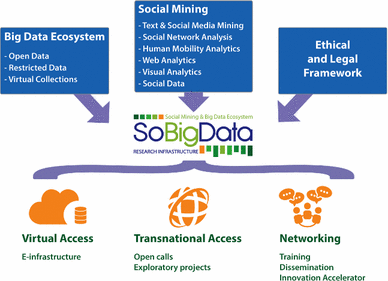 Big Data Ecosystem
- Open Data
- Restricted Data
- Virtual Collections
Social Mining
- Text & Social Media Mining
- Social Network Analysis
- Human Mobility Analytics
- Web Analytics
- Visual Analytics
- Social Data
Ethical
and Legal
Framework
Social Mining & Big Data Ecosystem
SoBigData
RESEARCH INFRASTRUCTURE
Virtual Access
E-infrastructure
Transnational Access
Open calls
Exploratory projects
Networking
Training
Dissemination
Innovation Accelerator